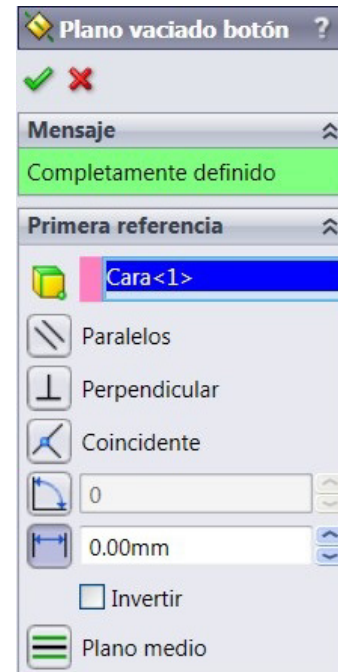 Plano vaciado botón ?
Mensaje
Completamente definido
Primera referencia
Cara<1>
Paralelos
Perpendicular
Coincidente
0
0.00mm
Invertir
Plano medio